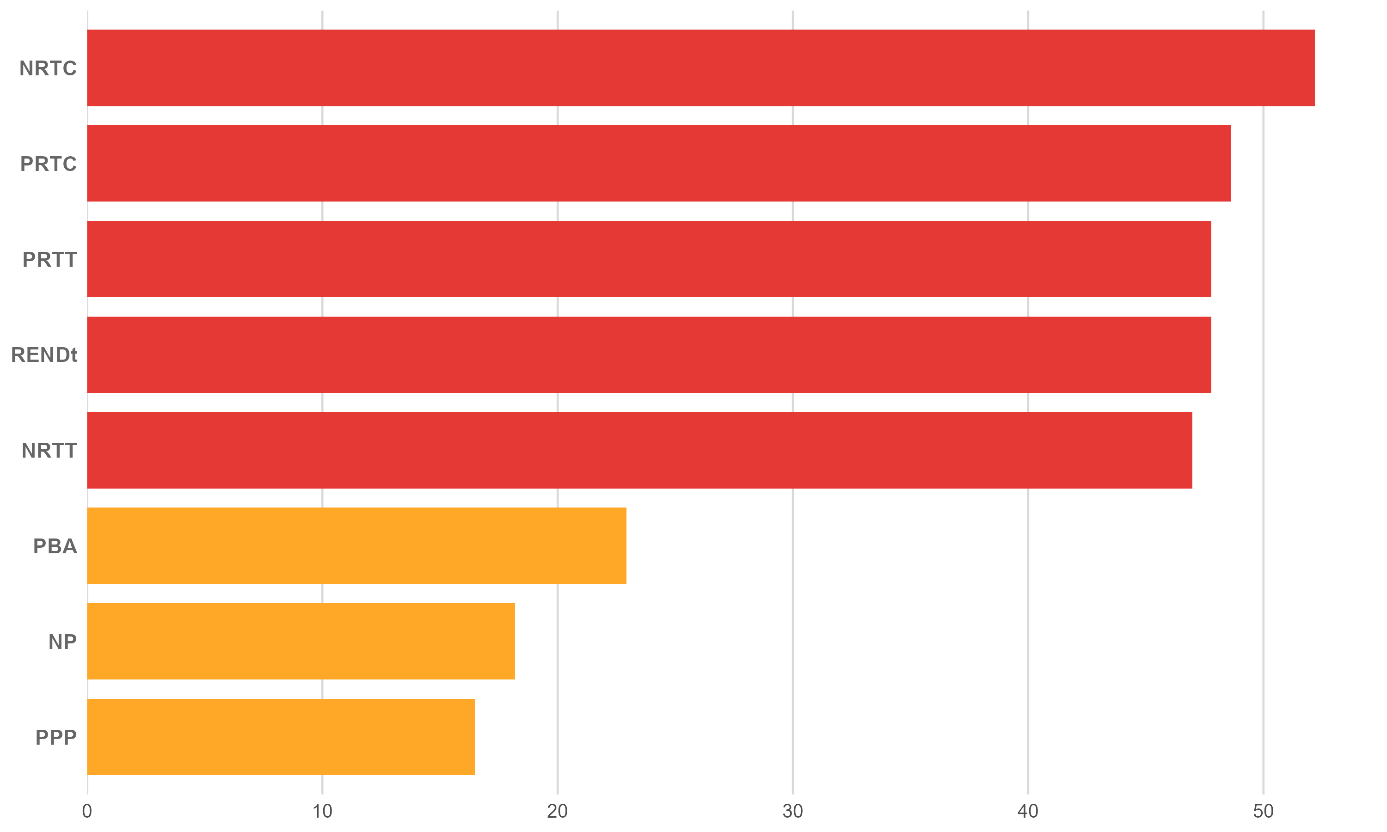 NRTC
PRTC
PRTT
RENDt
NRTT
PBA
NP
PPP
0 10 20 30 40 50